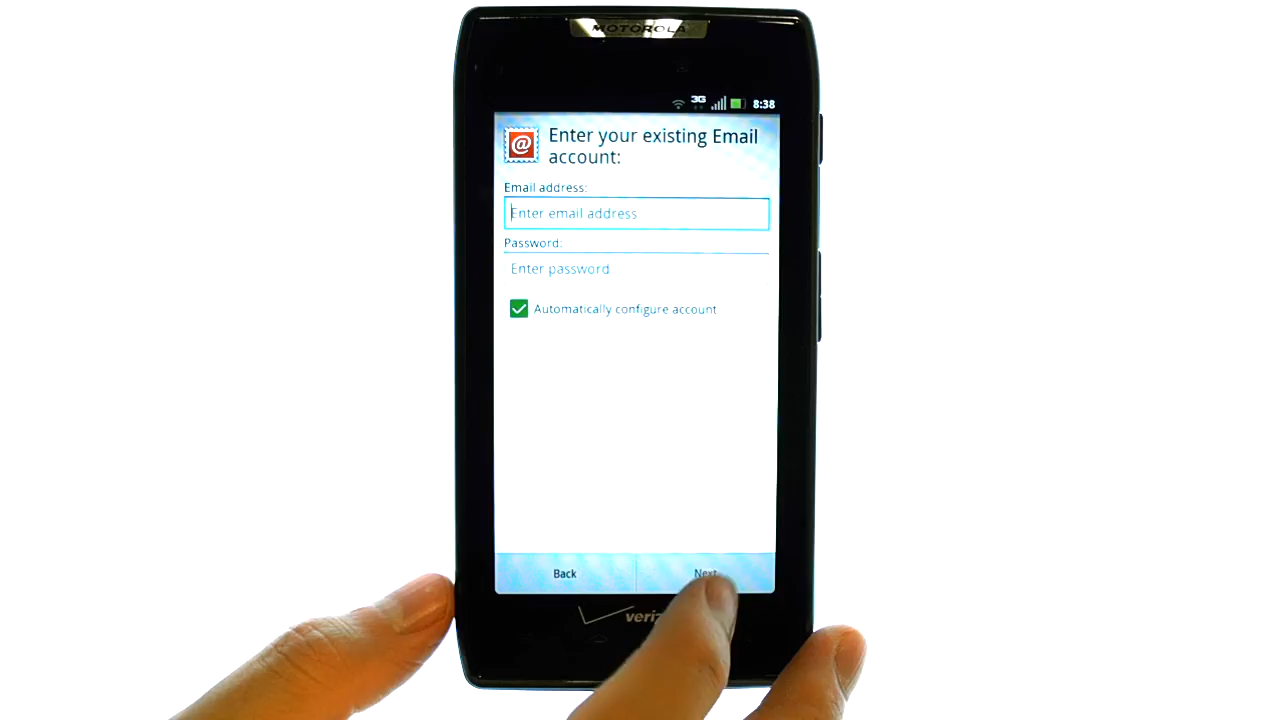 MOTOROLA
3G
8:38
@
Enter your existing Email
account:
Email address:
Enter email address
Password:
Enter password
Automatically configure account
Back Next